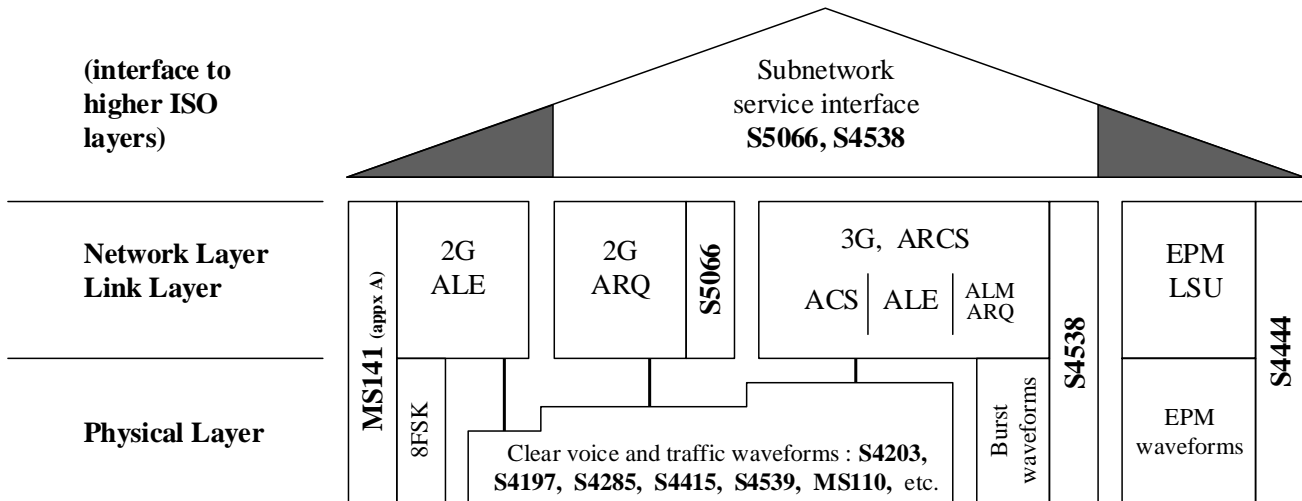 (interface to
higher ISO
layers)
Subnetwork
service interface
S5066, S4538
Network Layer
Link Layer
MS141 (appx A)
2G
ALE
2G
ARQ
S5066
3G, ARCS
ACS
ALE
ALM
ARQ
S4538
EPM
LSU
S4444
Physical Layer
8FSK
Clear voice and traffic waveforms : S4203,
S4197, S4285, S4415, S4539, MS110, etc.
Burst
waveforms
EPM
waveforms